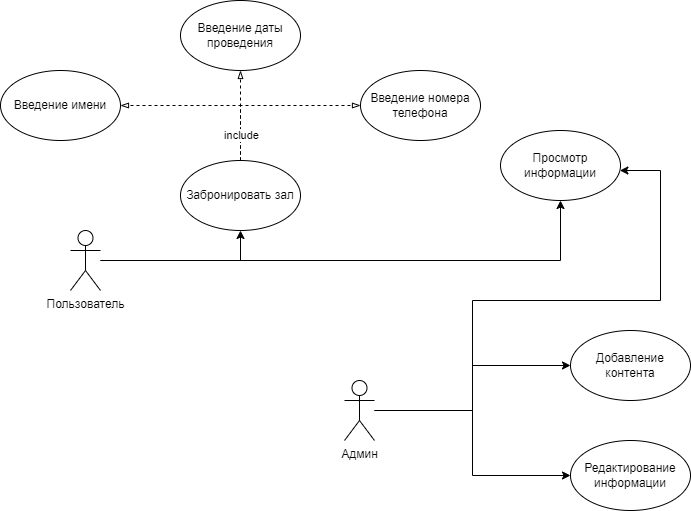 Введение даты
проведения
Введение имени
Введение номера
телефона
include
Просмотр
информации
Забронировать зал
Пользователь
Добавление
контента
Админ
Редактирование
информации